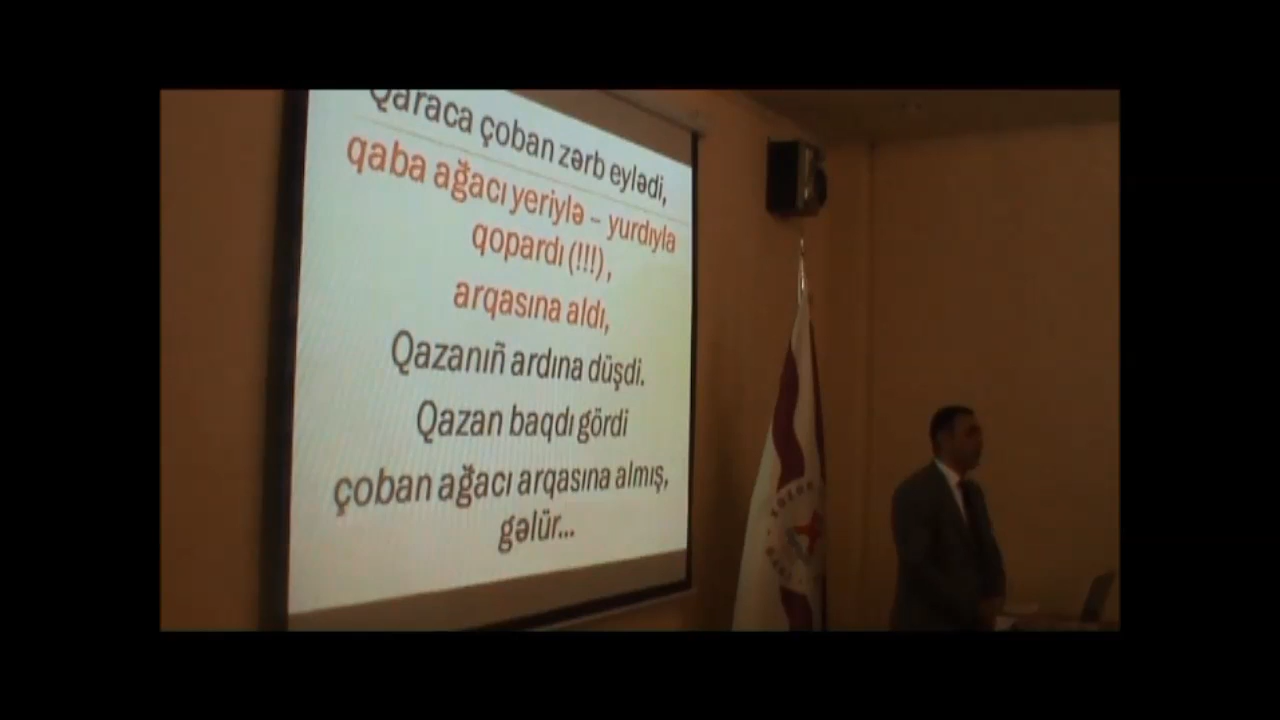 Qaraca çoban zərb eylədi,
qaba ağacı yeriylə – yurdıyla
qopardı (!!!),
arqasına aldı,
Qazanıñ ardına düşdi.
Qazan baqdı gördi
çoban ağacı arqasına almış,
gəlür...